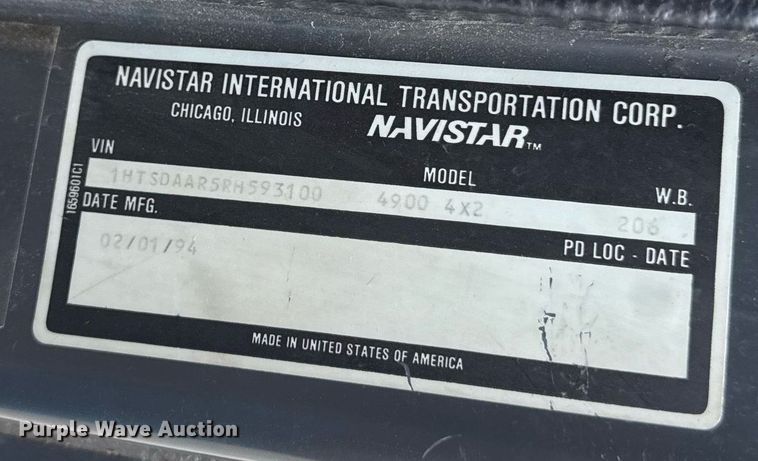 NAVISTAR INTERNATIONAL TRANSPORTATION CORP.
CHICAGO, ILLINOIS NAVISTAR™
VIN MODEL W.B.
1HTSDAAR5RH593100 4900 4X2 206
1659601C1
DATE MFG. PD LOC - DATE
02/01/94
MADE IN UNITED STATES OF AMERICA
Purple Wave Auction